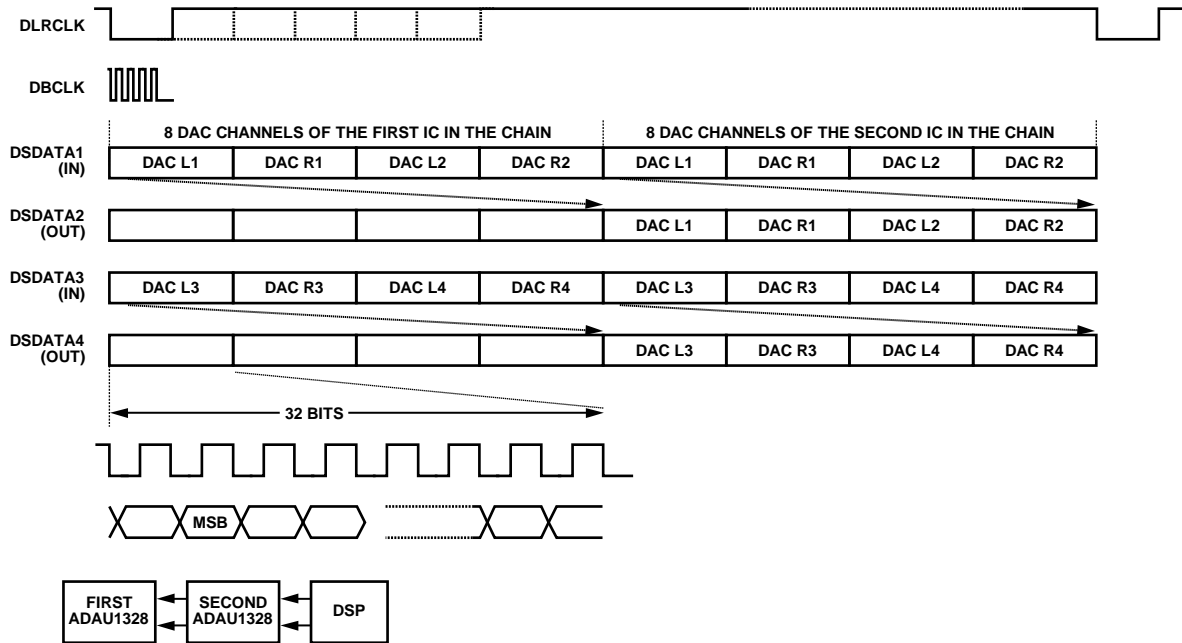 DLRCLK
DBCLK
8 DAC CHANNELS OF THE FIRST IC IN THE CHAIN 8 DAC CHANNELS OF THE SECOND IC IN THE CHAIN
DSDATA1
(IN)
DAC L1 DAC R1 DAC L2 DAC R2 DAC L1 DAC R1 DAC L2 DAC R2
DSDATA2
(OUT)
DAC L1 DAC R1 DAC L2 DAC R2
DSDATA3
(IN)
DAC L3 DAC R3 DAC L4 DAC R4 DAC L3 DAC R3 DAC L4 DAC R4
DSDATA4
(OUT)
DAC L3 DAC R3 DAC L4 DAC R4
32 BITS
MSB
FIRST
ADAU1328
SECOND
ADAU1328
DSP